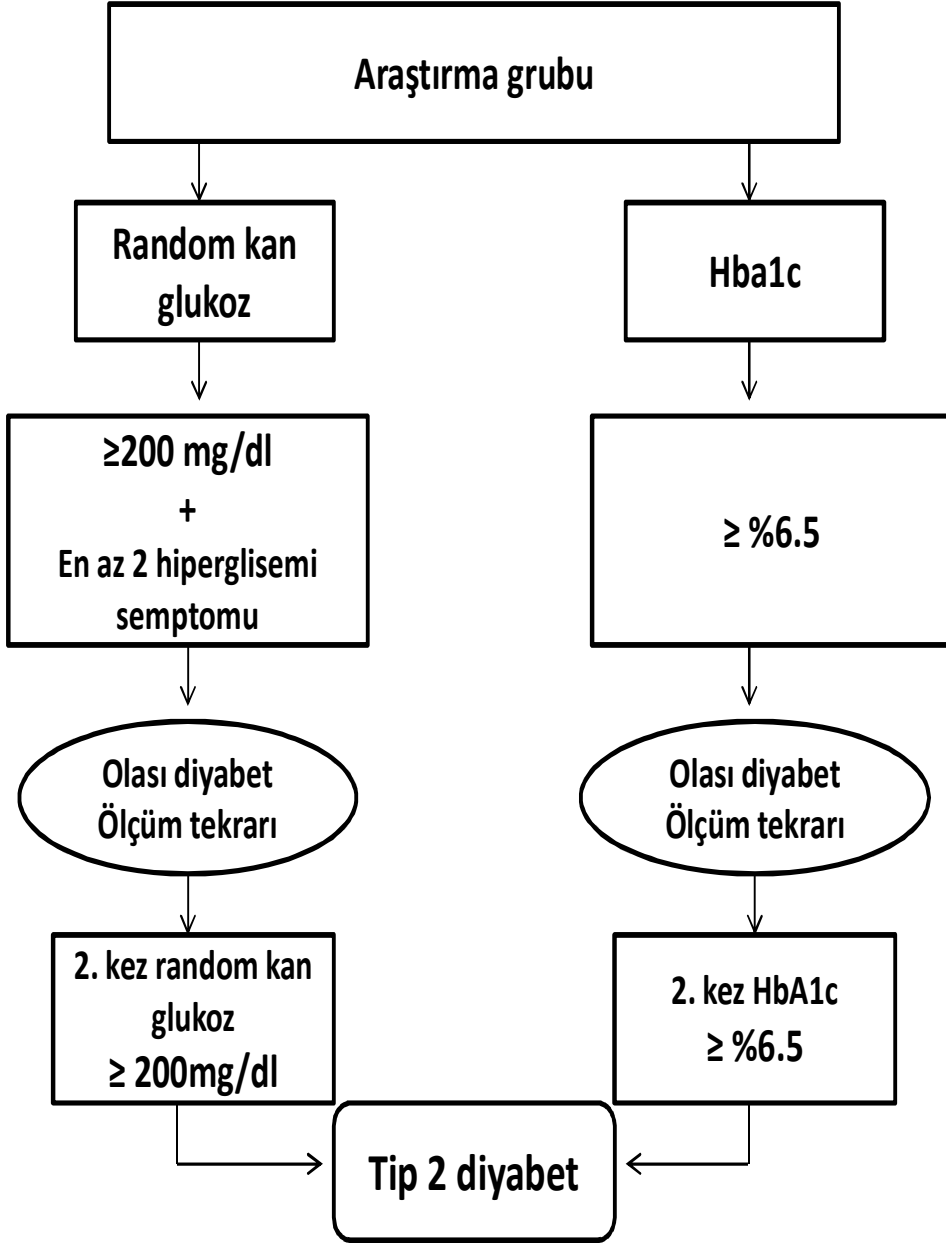 Araştırma grubu
Random kan
glukoz
Hba1c
≥200 mg/dl
+
En az 2 hiperglisemi
semptomu
≥ %6.5
Olası diyabet
Ölçüm tekrarı
Olası diyabet
Ölçüm tekrarı
2. kez random kan
glukoz
≥ 200mg/dl
2. kez HbA1c
≥ %6.5
Tip 2 diyabet